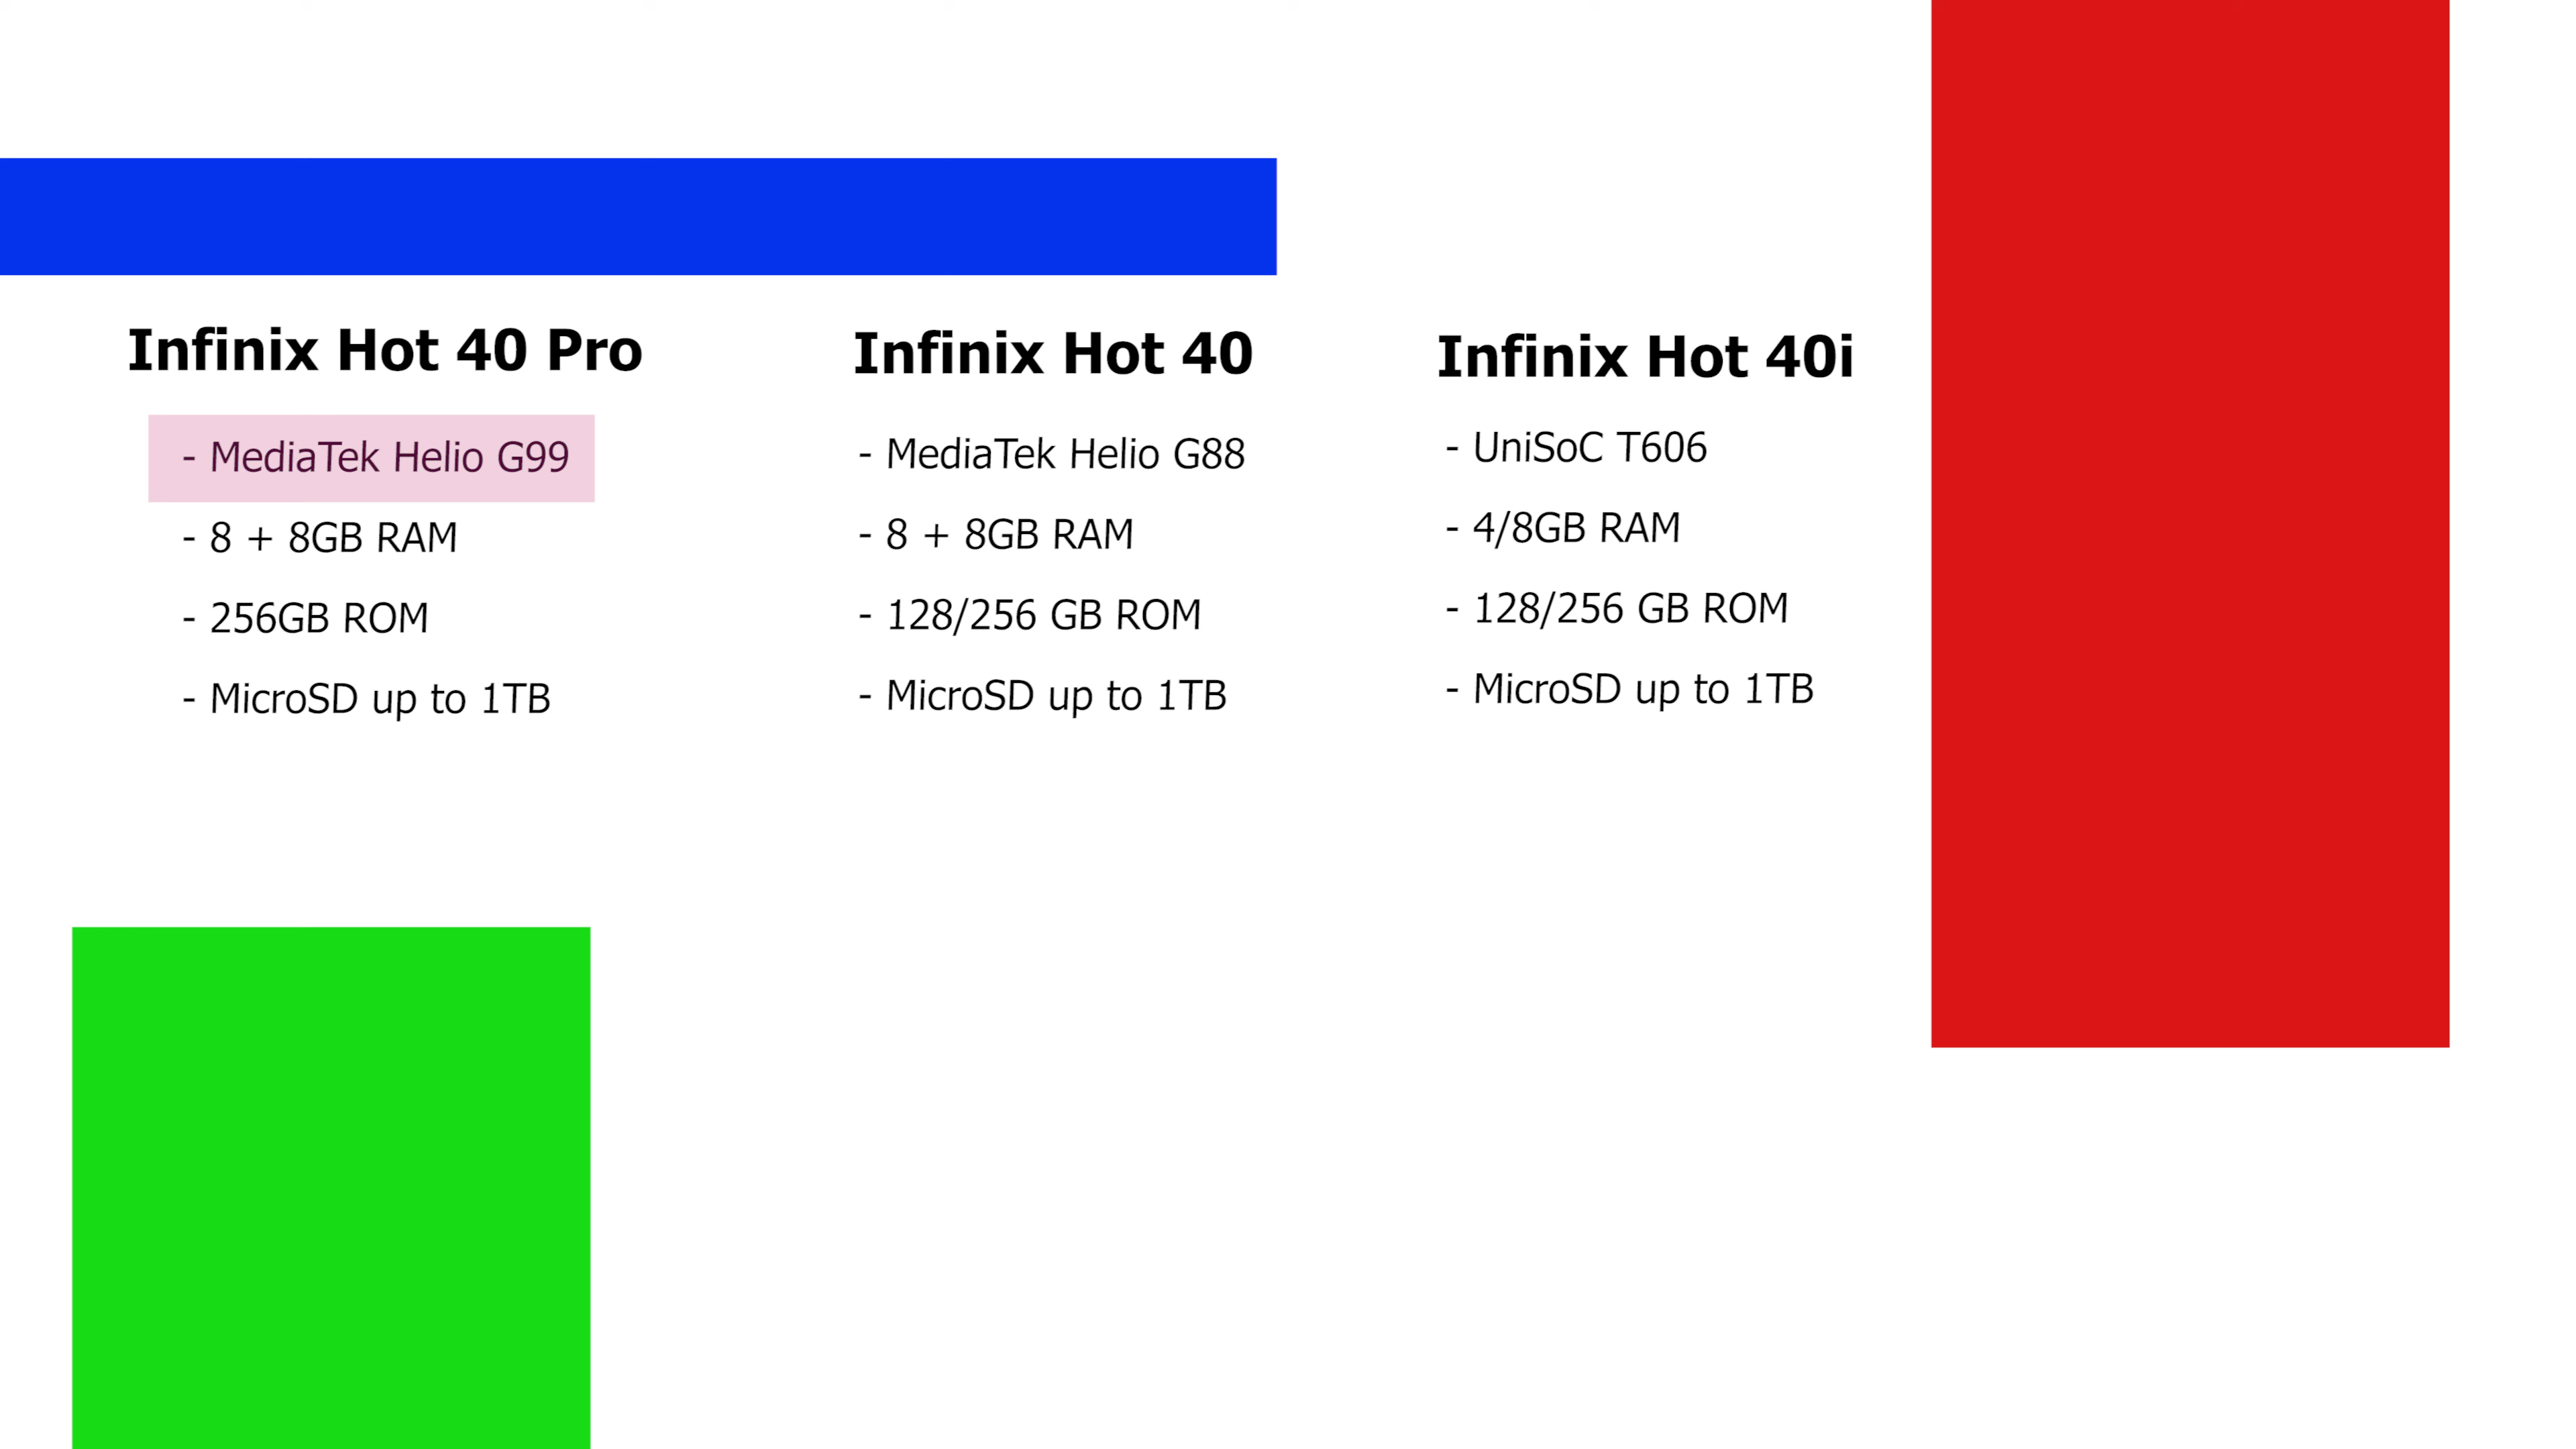 Infinix Hot 40 Pro
- MediaTek Helio G99
- 8 + 8GB RAM
- 256GB ROM
- MicroSD up to 1TB
Infinix Hot 40
- MediaTek Helio G88
- 8 + 8GB RAM
- 128/256 GB ROM
- MicroSD up to 1TB
Infinix Hot 40i
- UniSoC T606
- 4/8GB RAM
- 128/256 GB ROM
- MicroSD up to 1TB